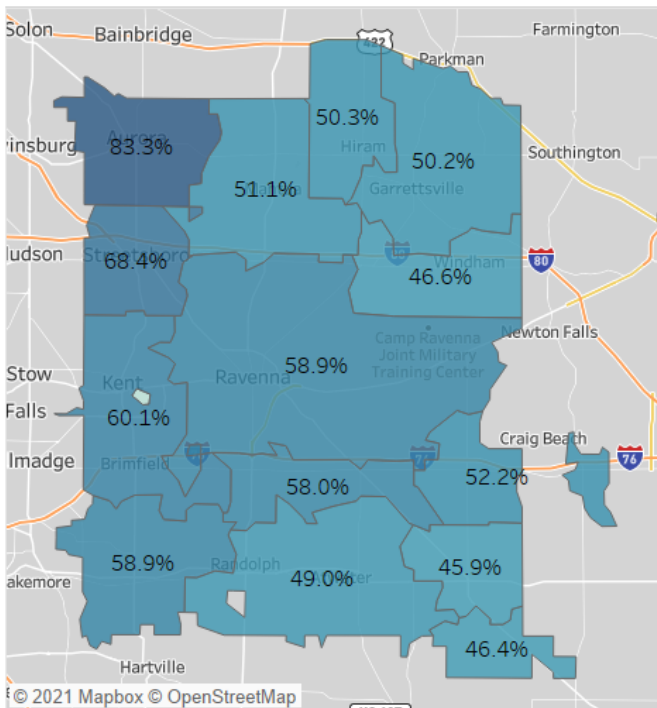 Solon
Bainbridge
422
Farmington
Parkman
Aurora
83.3%
50.3%
Hiram
50.2%
Garrettsville
Southington
51.1%
Streetsboro
68.4%
80
46.6%
Windham
80
Newton Falls
58.9%
Camp Ravenna
Joint Military
Training Center
Stow
Kent
Ravenna
Falls
60.1%
Craig Beach
lmadge
Brimfield
76
76
76
58.0%
52.2%
58.9%
Randolph
49.0%
45.9%
akemore
46.4%
Hartville
© 2021 Mapbox © OpenStreetMap